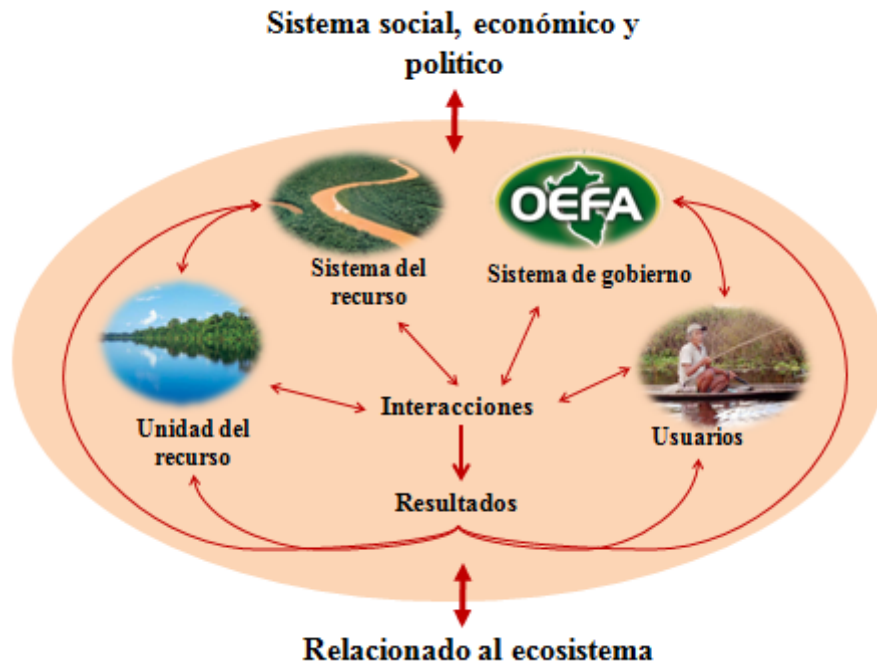 Sistema social, económico y
politico
OEFA
Sistema del
recurso
Sistema de gobierno
Interacciones
Unidad del
recurso
Usuarios
Resultados
Relacionado al ecosistema